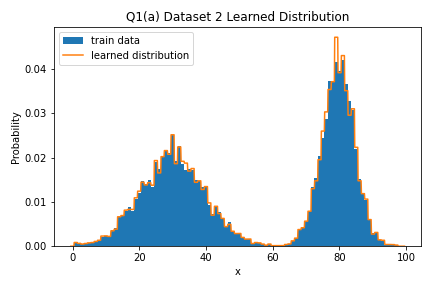 Q1(a) Dataset 2 Learned Distribution
train data
learned distribution
Probability
0.04
0.03
0.02
0.01
0.00
0 20 40 60 80 100
x